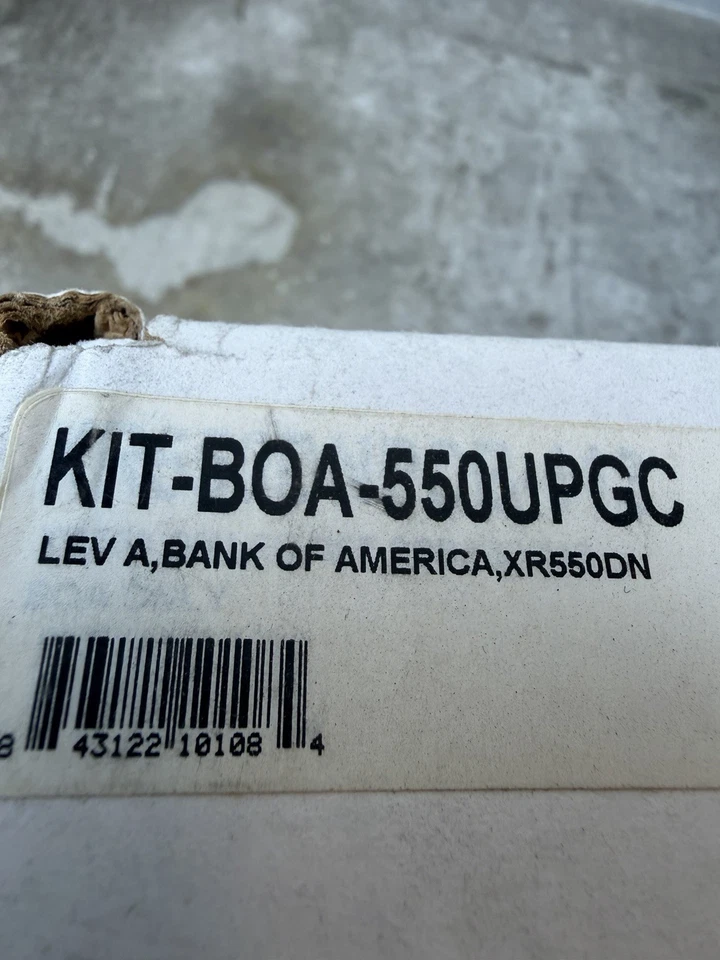 KIT-BOA-550UPGC
LEV A,BANK OF AMERICA,XR550DN
8 43122 10108 4